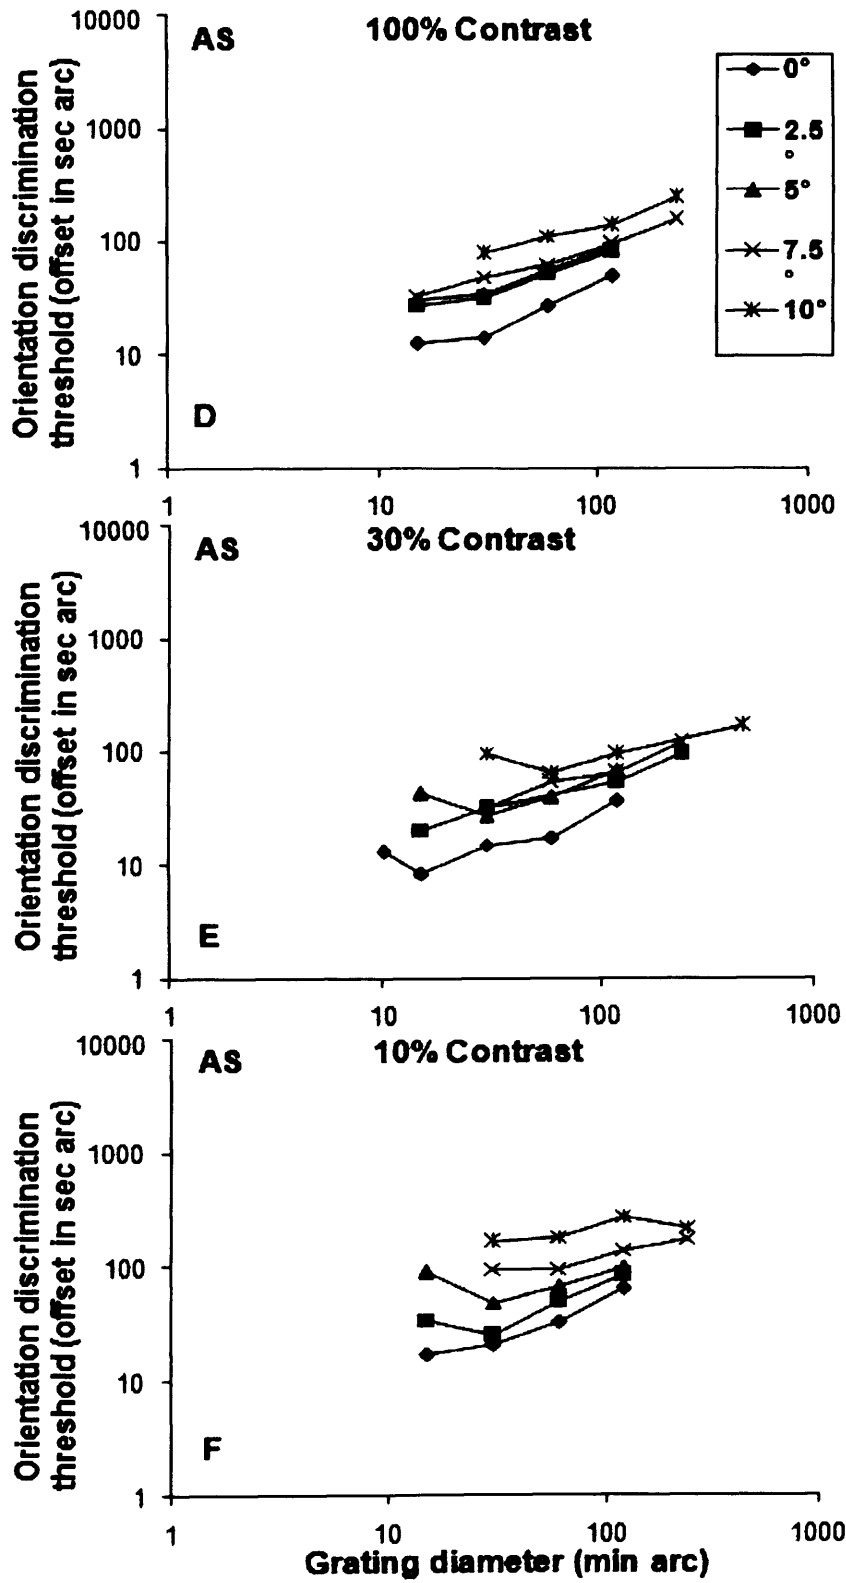 10000
AS
100% Contrast
1000
100
10
1
D
1
10
100
1000
Orientation discrimination
threshold (offset in sec arc)
0°
2.5
°
5°
7.5
°
10°
10000
AS
30% Contrast
1000
100
10
1
E
1
10
100
1000
Orientation discrimination
threshold (offset in sec arc)
10000
AS
10% Contrast
1000
100
10
1
F
1
10
100
1000
Orientation discrimination
threshold (offset in sec arc)
Grating diameter (min arc)